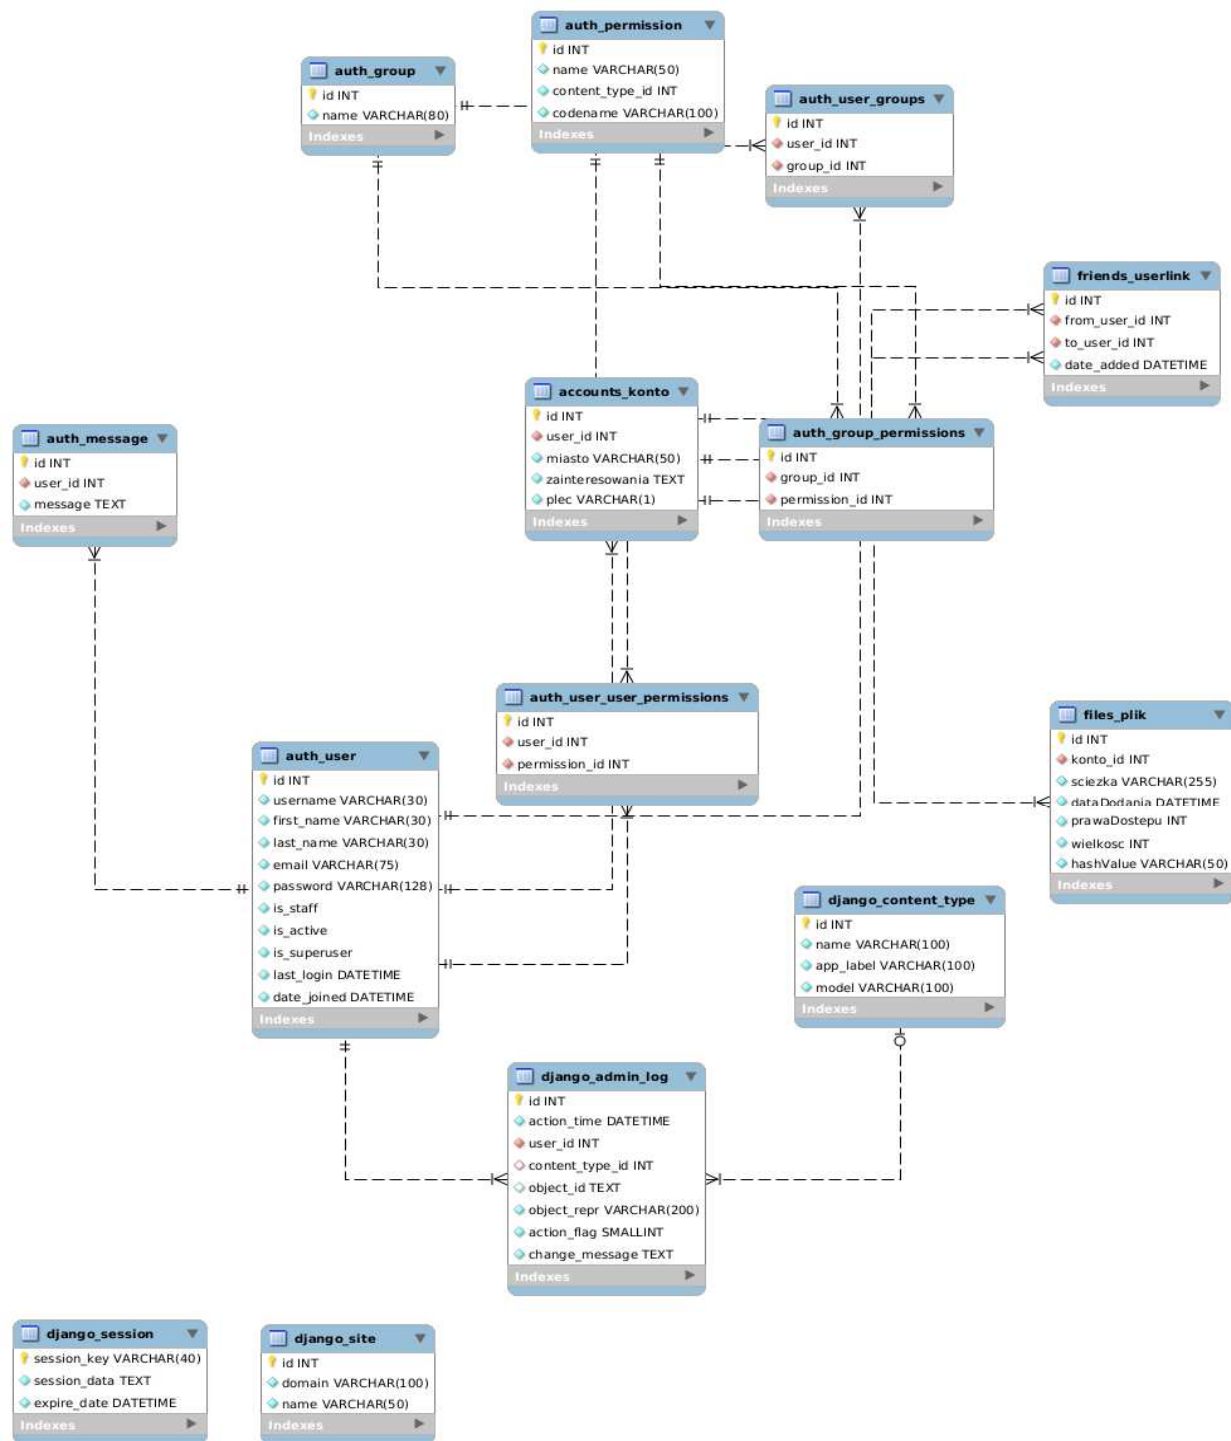 auth_permission
id INT
name VARCHAR(50)
content_type_id INT
codename VARCHAR(100)
Indexes
auth_group
id INT
name VARCHAR(80)
Indexes
auth_user_groups
id INT
user_id INT
group_id INT
Indexes
friends_userlink
id INT
from_user_id INT
to_user_id INT
date_added DATETIME
Indexes
accounts_konto
id INT
user_id INT
miasto VARCHAR(50)
zainteresowania TEXT
plec VARCHAR(1)
Indexes
auth_group_permissions
id INT
group_id INT
permission_id INT
Indexes
auth_message
id INT
user_id INT
message TEXT
Indexes
auth_user_user_permissions
id INT
user_id INT
permission_id INT
Indexes
files_plik
id INT
konto_id INT
sciezka VARCHAR(255)
dataDodania DATETIME
prawaDostepu INT
wielkosc INT
hashValue VARCHAR(50)
Indexes
auth_user
id INT
username VARCHAR(30)
first_name VARCHAR(30)
last_name VARCHAR(30)
email VARCHAR(75)
password VARCHAR(128)
is_staff
is_active
is_superuser
last_login DATETIME
date_joined DATETIME
Indexes
django_content_type
id INT
name VARCHAR(100)
app_label VARCHAR(100)
model VARCHAR(100)
Indexes
django_admin_log
id INT
action_time DATETIME
user_id INT
content_type_id INT
object_id TEXT
object_repr VARCHAR(200)
action_flag SMALLINT
change_message TEXT
Indexes
django_session
session_key VARCHAR(40)
session_data TEXT
expire_date DATETIME
Indexes
django_site
id INT
domain VARCHAR(100)
name VARCHAR(50)
Indexes